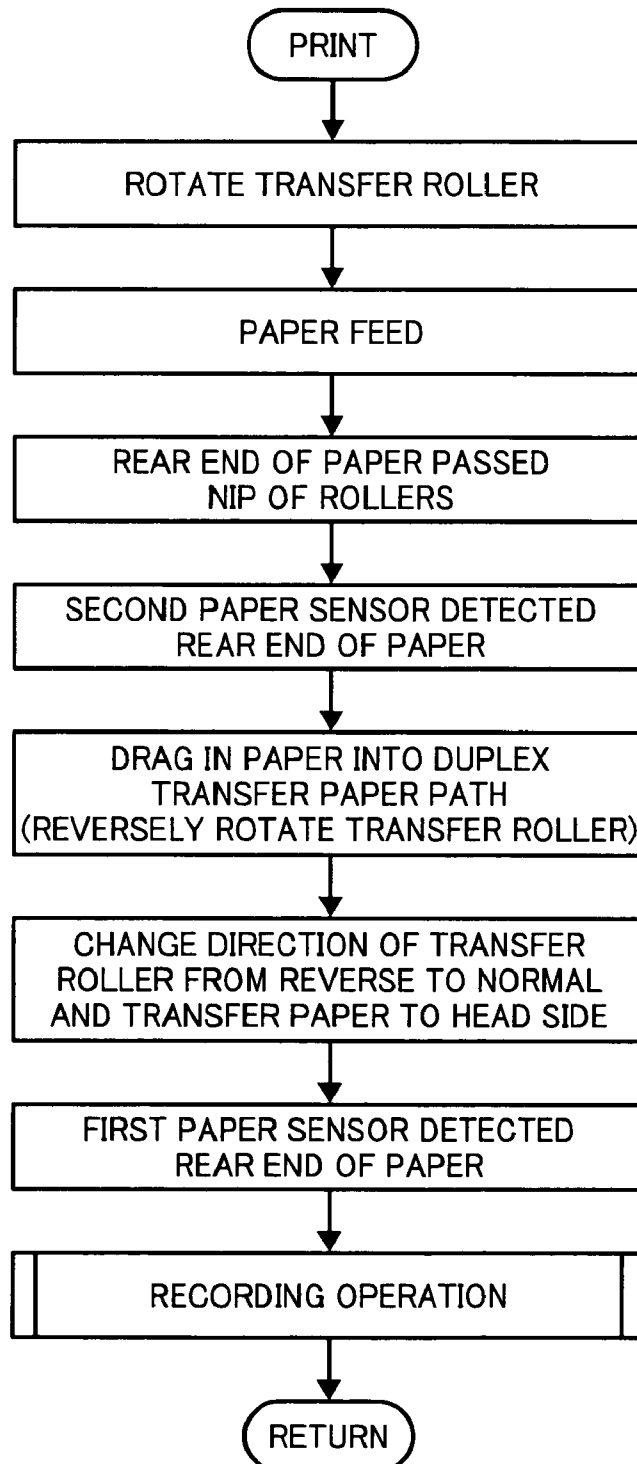 PRINT
ROTATE TRANSFER ROLLER
PAPER FEED
REAR END OF PAPER PASSED
NIP OF ROLLERS
SECOND PAPER SENSOR DETECTED
REAR END OF PAPER
DRAG IN PAPER INTO DUPLEX
TRANSFER PAPER PATH
(REVERSELY ROTATE TRANSFER ROLLER)
CHANGE DIRECTION OF TRANSFER
ROLLER FROM REVERSE TO NORMAL
AND TRANSFER PAPER TO HEAD SIDE
FIRST PAPER SENSOR DETECTED
REAR END OF PAPER
RECORDING OPERATION
RETURN